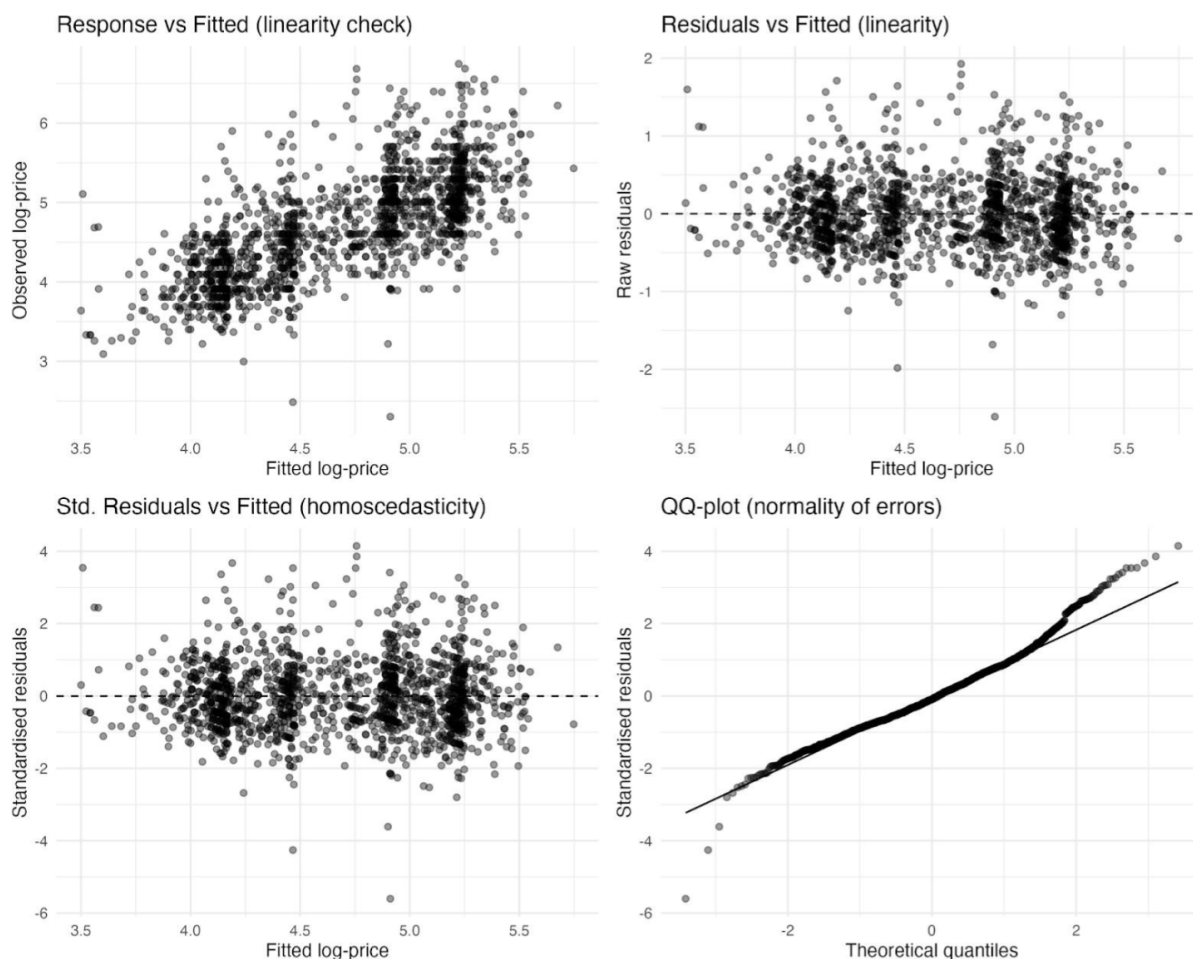 Response vs Fitted (linearity check)
Observed log-price
6
5
4
3
3.5 4.0 4.5 5.0 5.5
Fitted log-price
Residuals vs Fitted (linearity)
Raw residuals
2
1
0
-1
-2
3.5 4.0 4.5 5.0 5.5
Fitted log-price
Std. Residuals vs Fitted (homoscedasticity)
Standardised residuals
4
2
0
-2
-4
-6
3.5 4.0 4.5 5.0 5.5
Fitted log-price
QQ-plot (normality of errors)
Standardised residuals
4
2
0
-2
-4
-6
-2 0 2
Theoretical quantiles